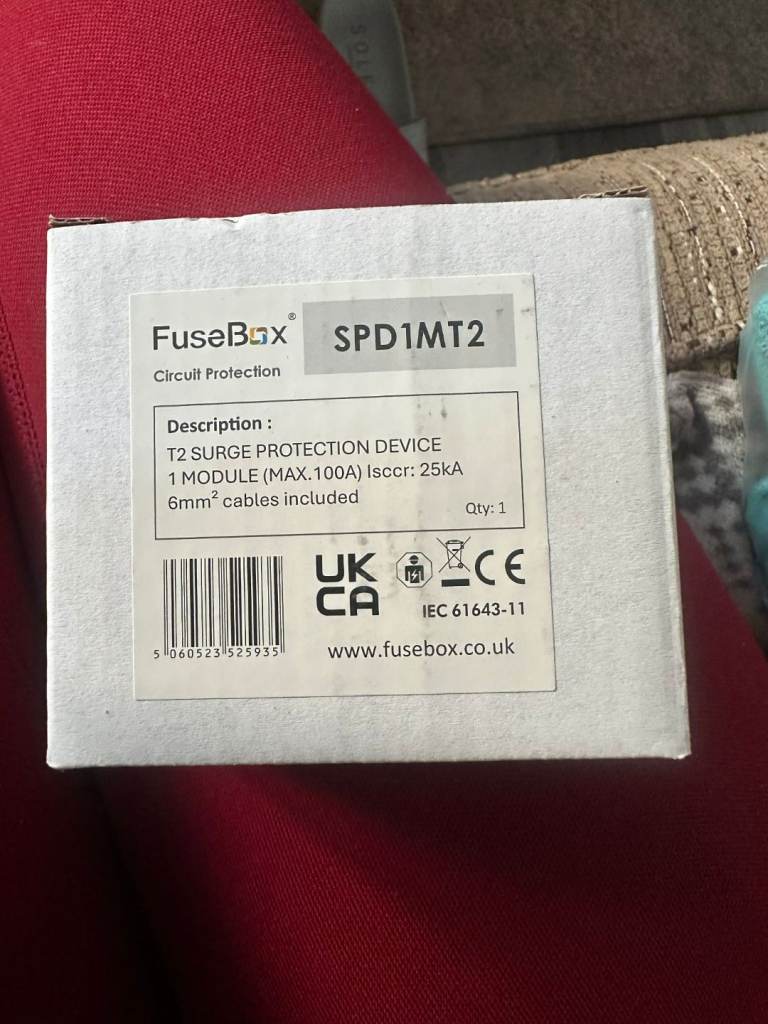 FuseBox®
SPD1MT2
Circuit Protection
Description :
T2 SURGE PROTECTION DEVICE
1 MODULE (MAX.100A) Isccr: 25kA
6mm² cables included
Qty: 1
UK
CA
CE
IEC 61643-11
5 060523 525935
www.fusebox.co.uk